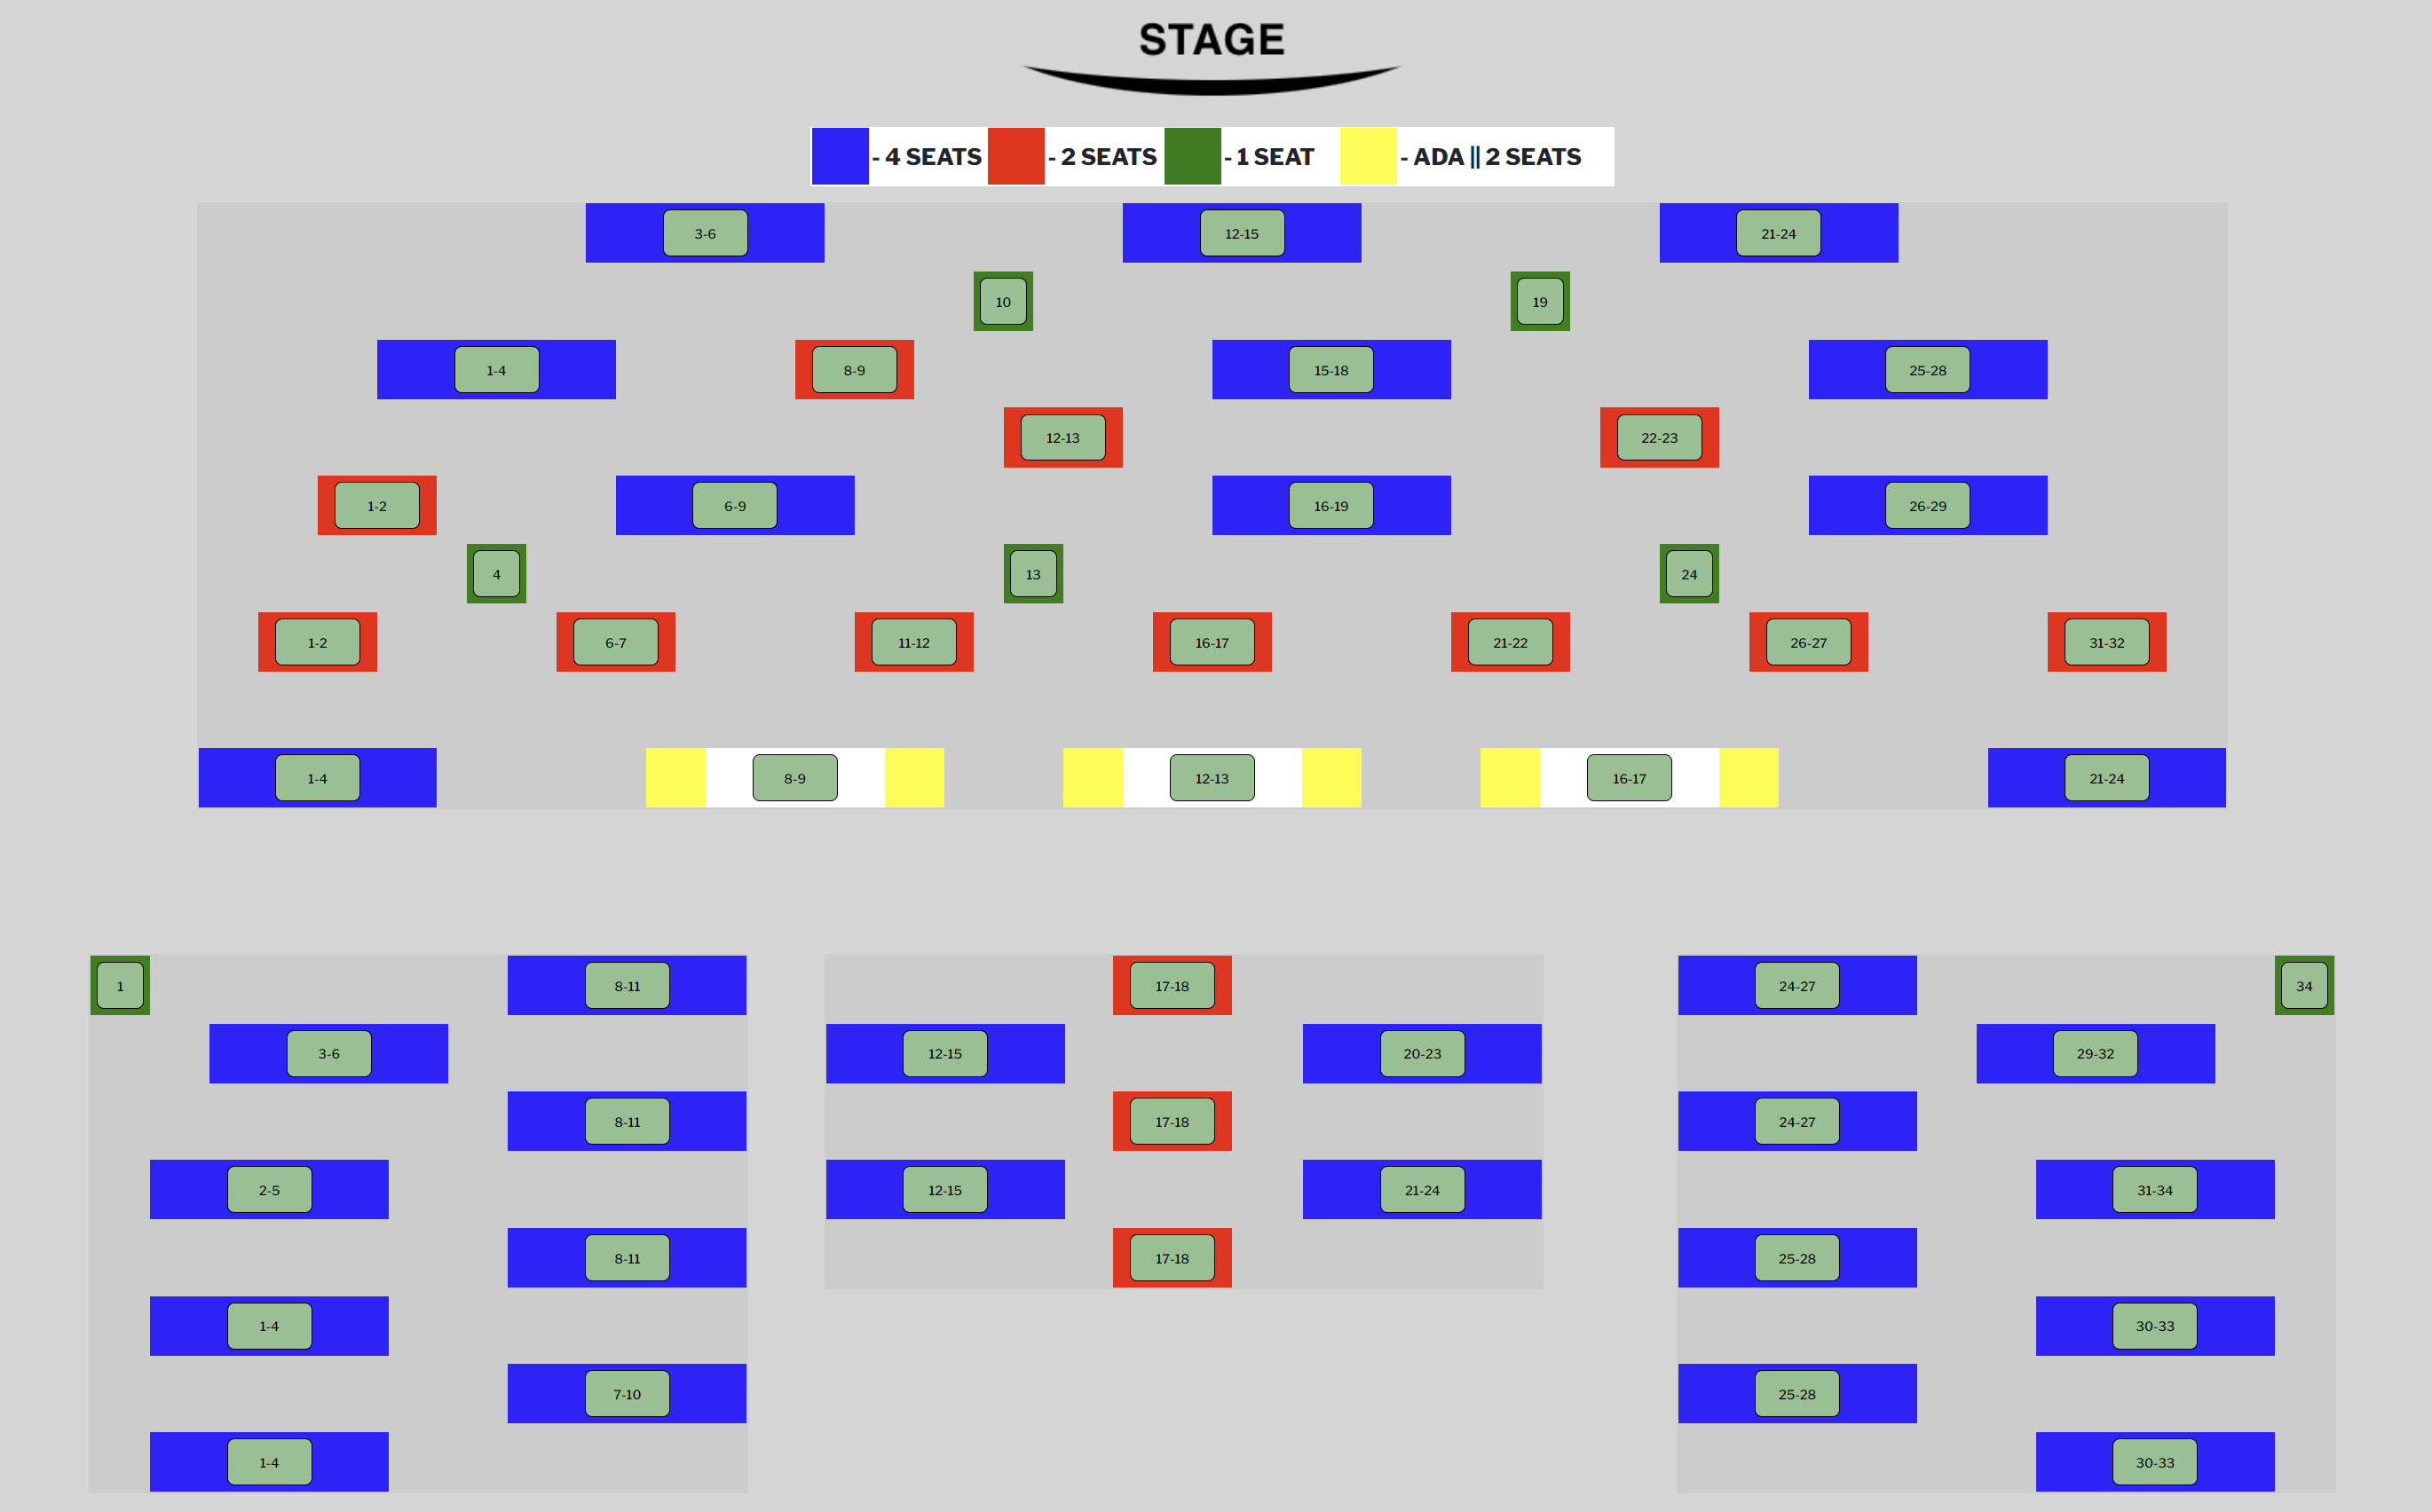 STAGE
- 4 SEATS - 2 SEATS - 1 SEAT - ADA || 2 SEATS
3-6 12-15 21-24
10 19
1-4 8-9 15-18 25-28
12-13 22-23
1-2 6-9 16-19 26-29
4 13 24
1-2 6-7 11-12 16-17 21-22 26-27 31-32
1-4 8-9 12-13 16-17 21-24
1 8-11 17-18 24-27 34
3-6 12-15 20-23 29-32
8-11 17-18 24-27
2-5 12-15 21-24 31-34
8-11 17-18 25-28
1-4 30-33
7-10 25-28
1-4 30-33